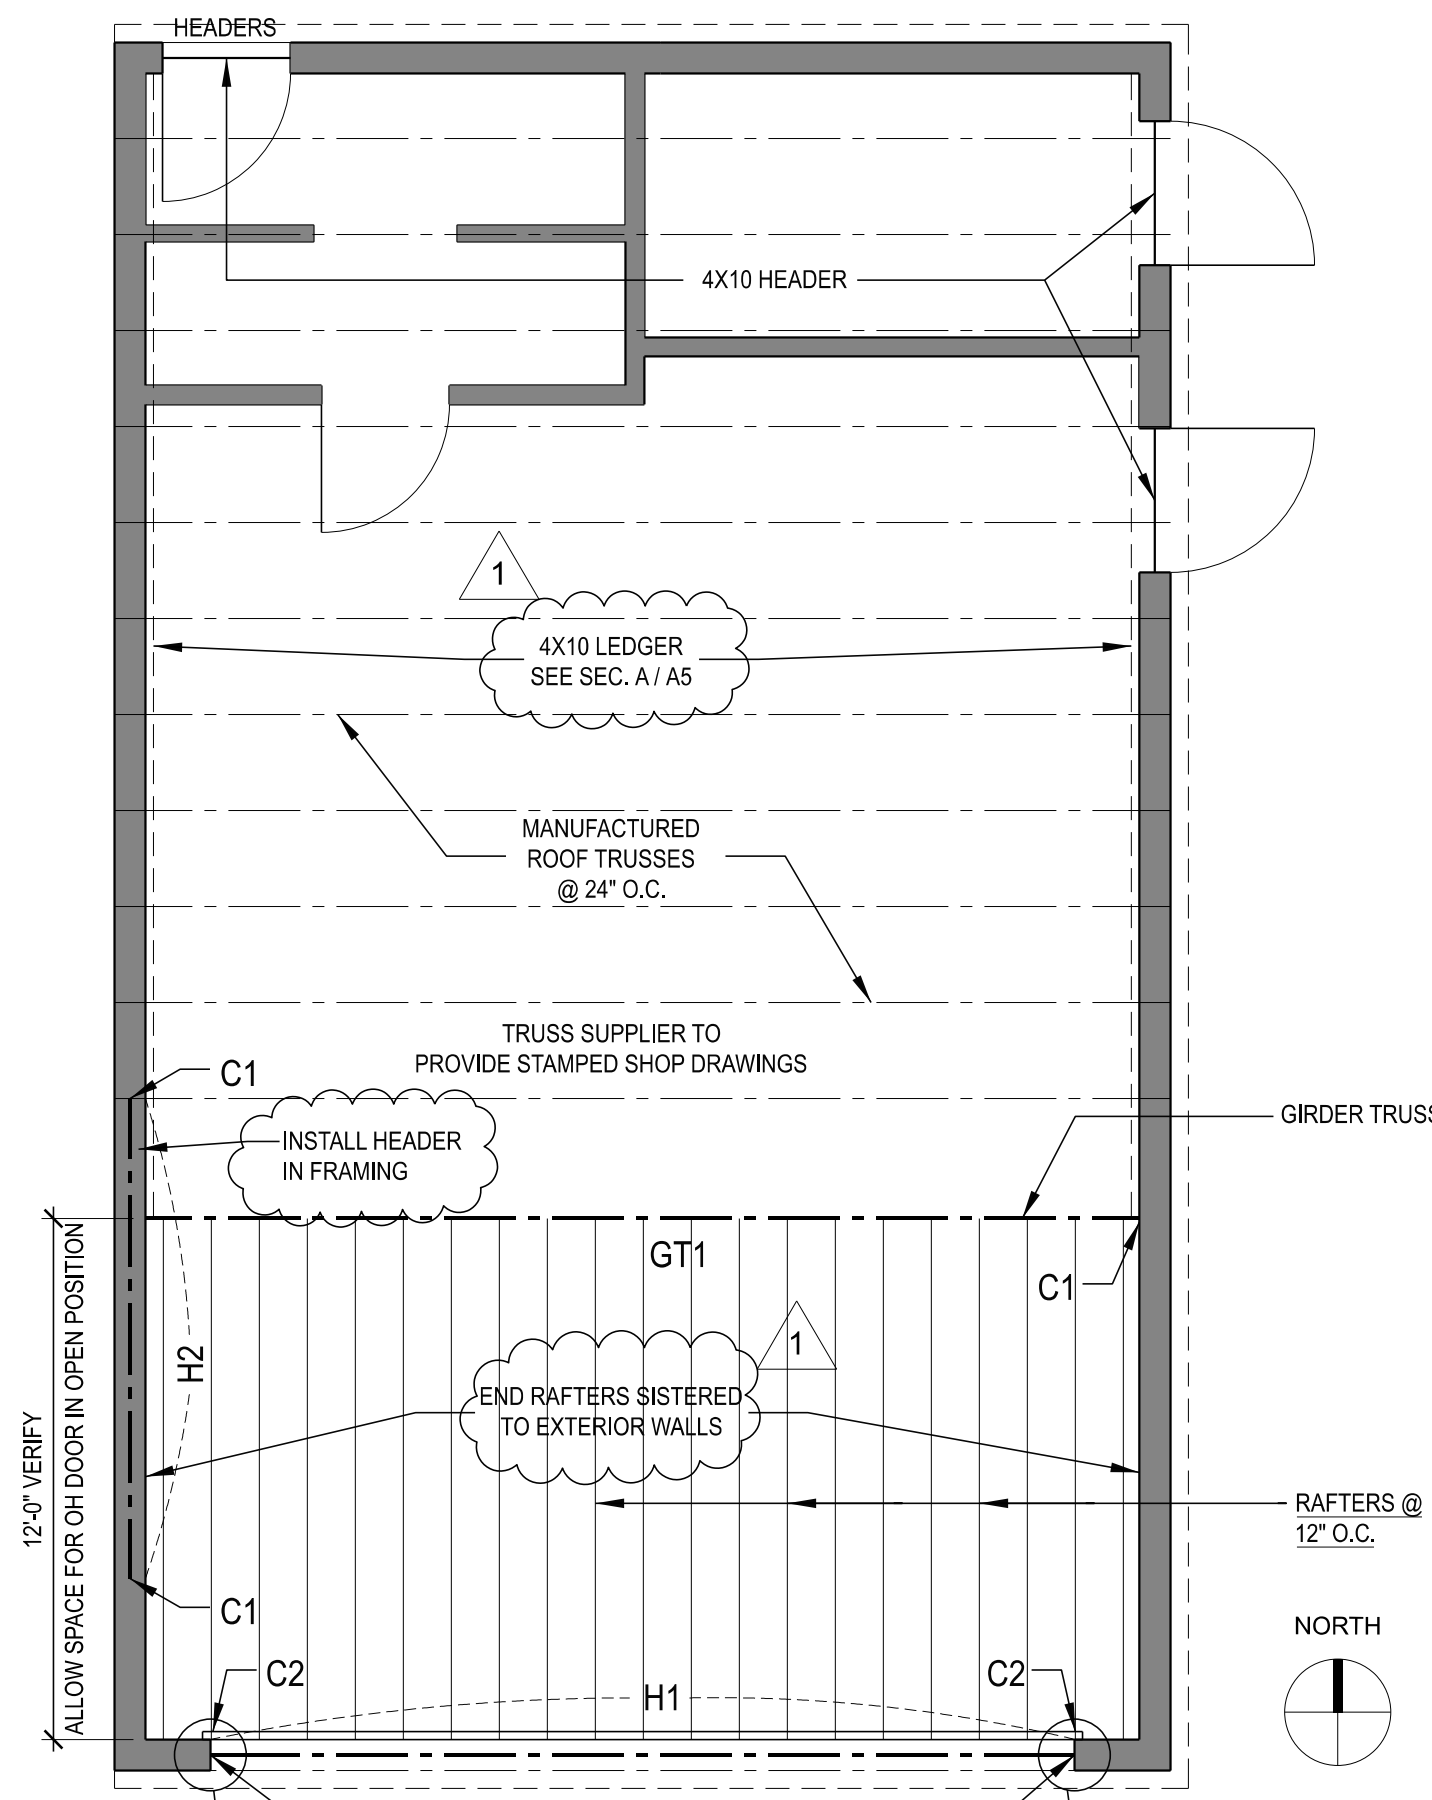 HEADERS
4X10 HEADER
1
4X10 LEDGER
SEE SEC. A / A5
MANUFACTURED
ROOF TRUSSES
@ 24" O.C.
TRUSS SUPPLIER TO
PROVIDE STAMPED SHOP DRAWINGS
C1
INSTALL HEADER
IN FRAMING
GIRDER TRUSS
GT1
C1
H2
1
END RAFTERS SISTERED
TO EXTERIOR WALLS
12'-0" VERIFY
ALLOW SPACE FOR OH DOOR IN OPEN POSITION
RAFTERS @
12" O.C.
C1
C2
H1
C2
NORTH